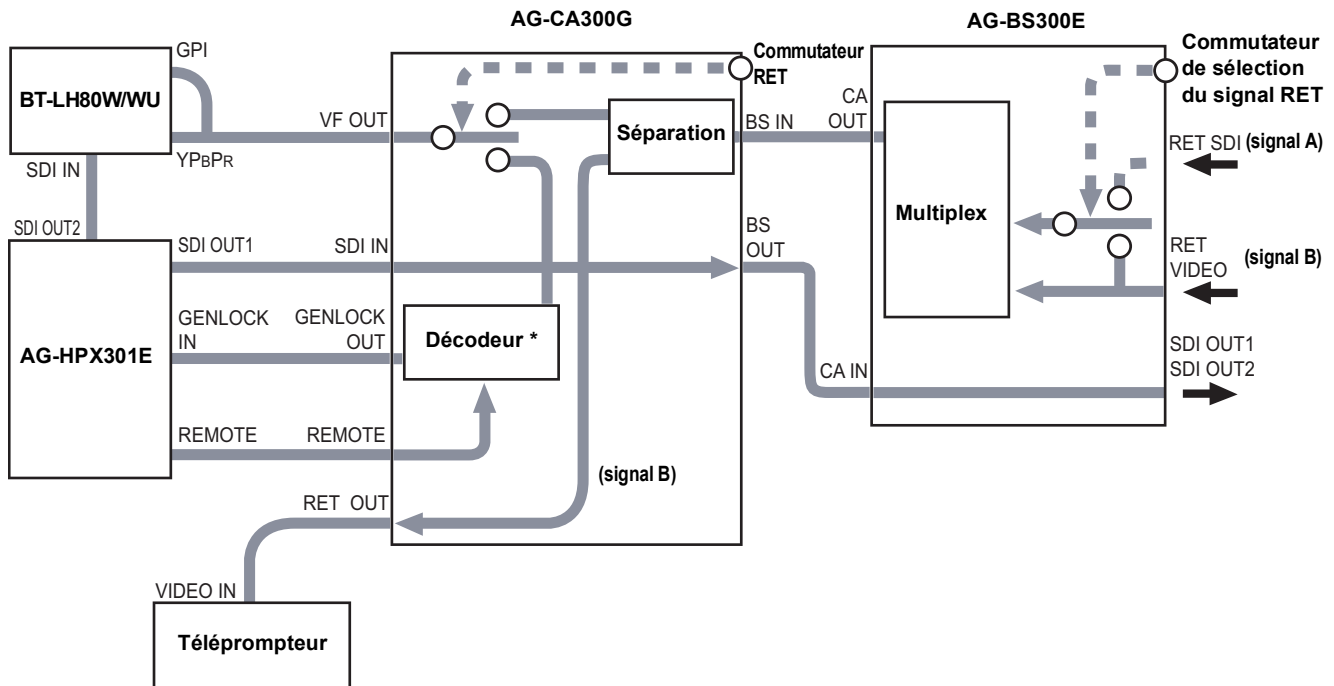 AG-CA300G
AG-BS300E
GPI
BT-LH80W/WU
VF OUT
YPBPR
SDI IN
SDI OUT2
Commutateur
RET
Séparation
BS IN
CA
OUT
Commutateur
de sélection
du signal RET
RET SDI (signal A)
Multiplex
RET
VIDEO
(signal B)
SDI OUT1
SDI IN
BS
OUT
AG-HPX301E
GENLOCK
IN
GENLOCK
OUT
Décodeur *
CA IN
SDI OUT1
SDI OUT2
REMOTE
REMOTE
(signal B)
RET OUT
VIDEO IN
Téléprompteur